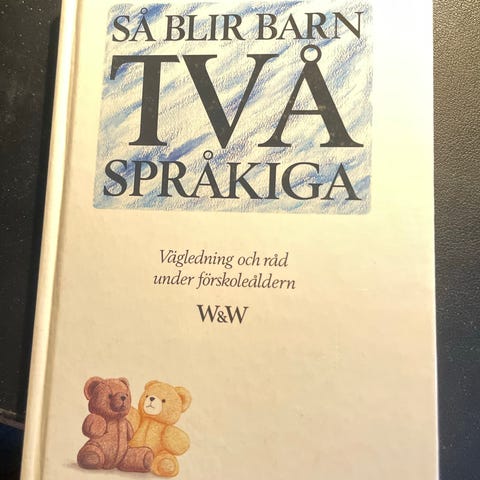 SÅ BLIR BARN
TVÅ
SPRÅKIGA
Vägledning och råd
under förskoleåldern
W&W